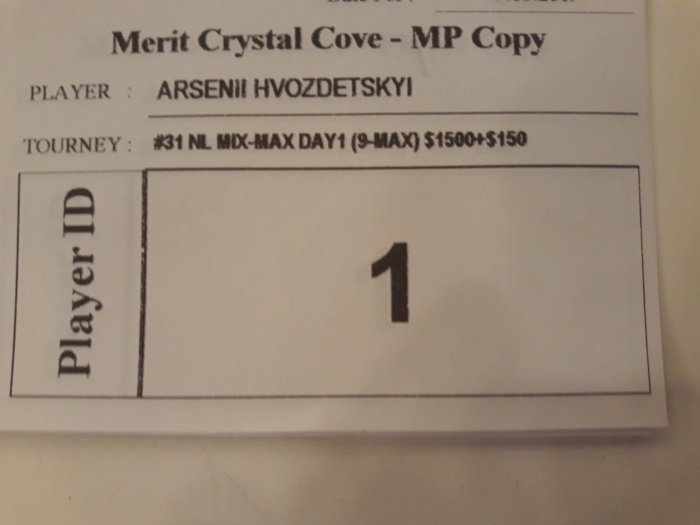 Merit Crystal Cove - MP Copy
PLAYER : ARSENII HVOZDETSKYI
TOURNEY : #31 NL MIX-MAX DAY1 (9-MAX) $1500+$150
Player ID
1